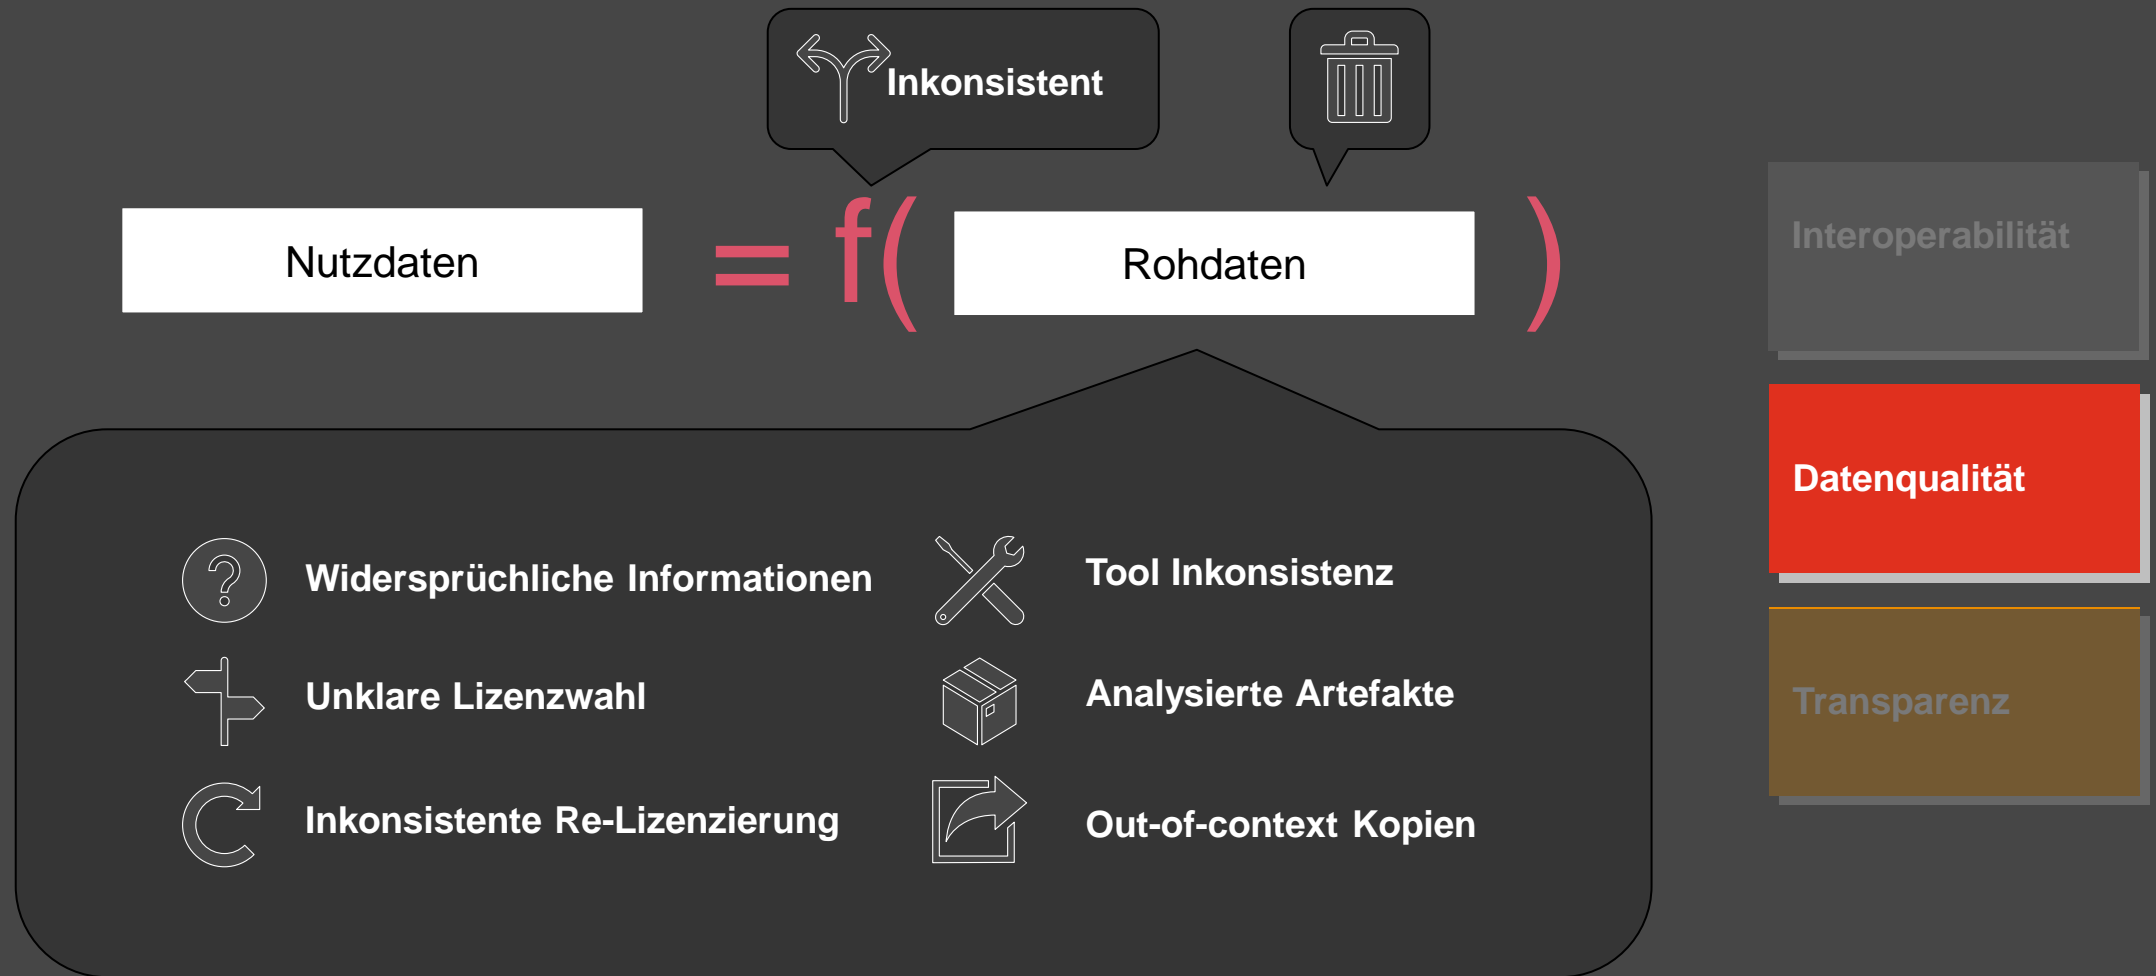 Inkonsistent
Nutzdaten
= f(
Rohdaten
)
Widersprüchliche Informationen
Unklare Lizenzwahl
Inkonsistente Re-Lizenzierung
?
Tool Inkonsistenz
Analysierte Artefakte
Out-of-context Kopien
Interoperabilität
Datenqualität
Transparenz